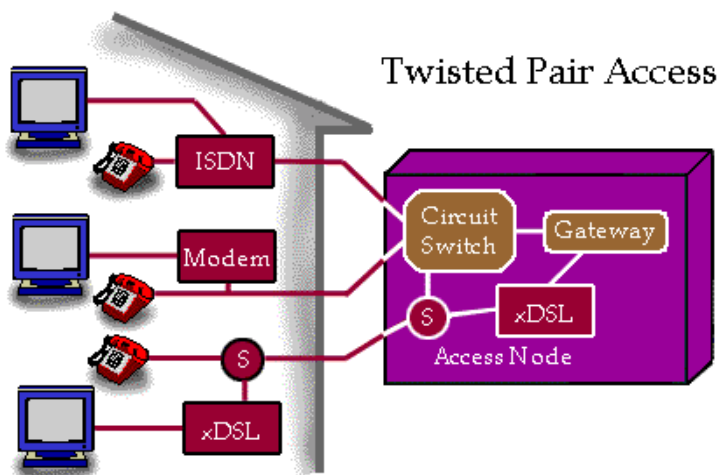 Twisted Pair Access
ISDN
Circuit
Switch
Gateway
Modem
S
xDSL
Access Node
S
xDSL